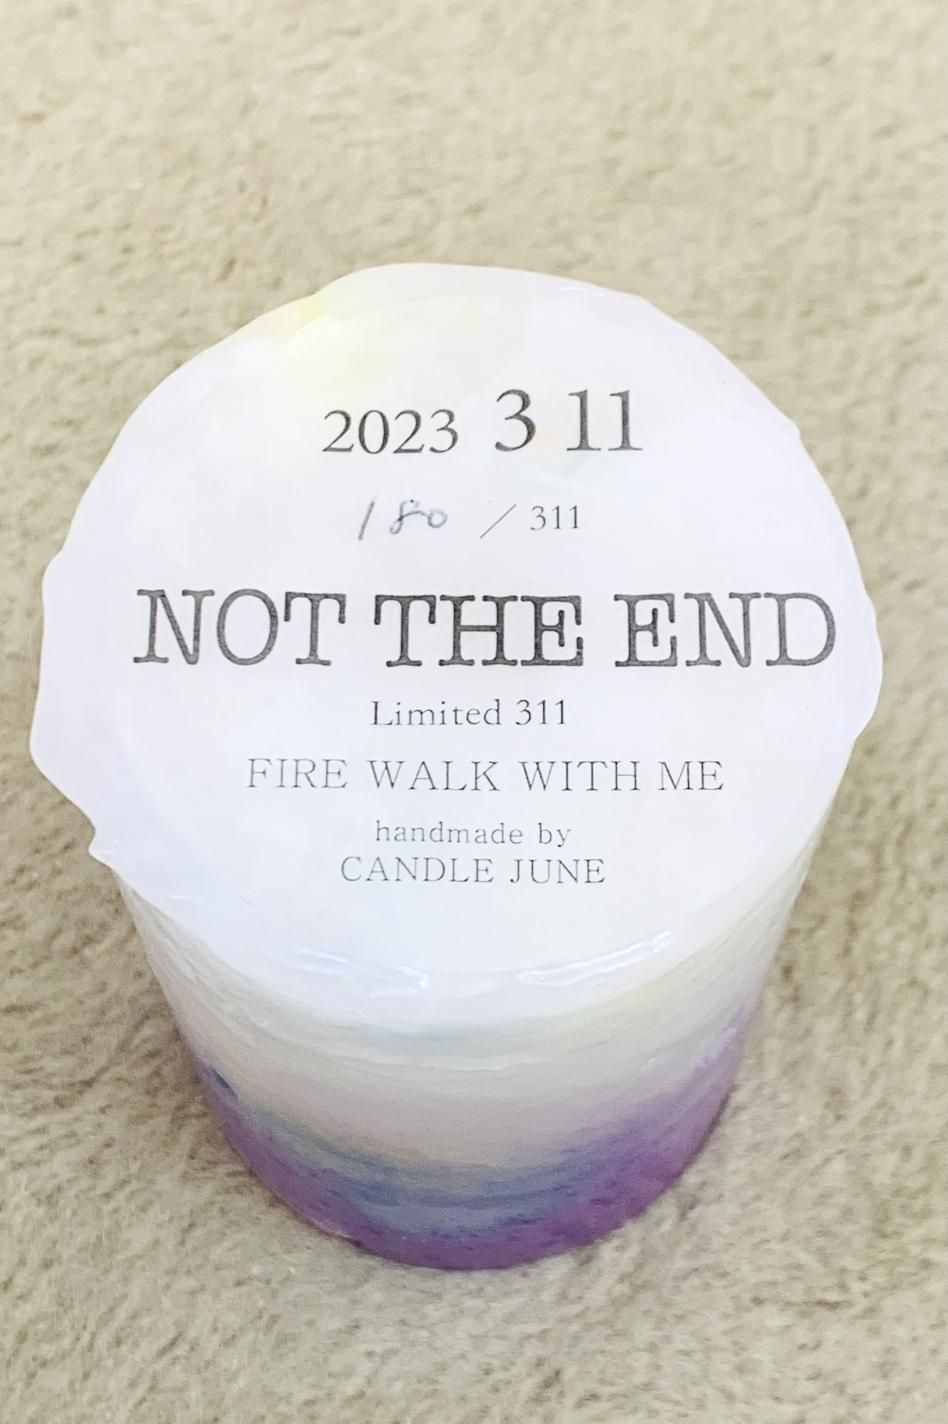 2023 3 11
180 / 311
NOT THE END
Limited 311
FIRE WALK WITH ME
handmade by
CANDLE JUNE